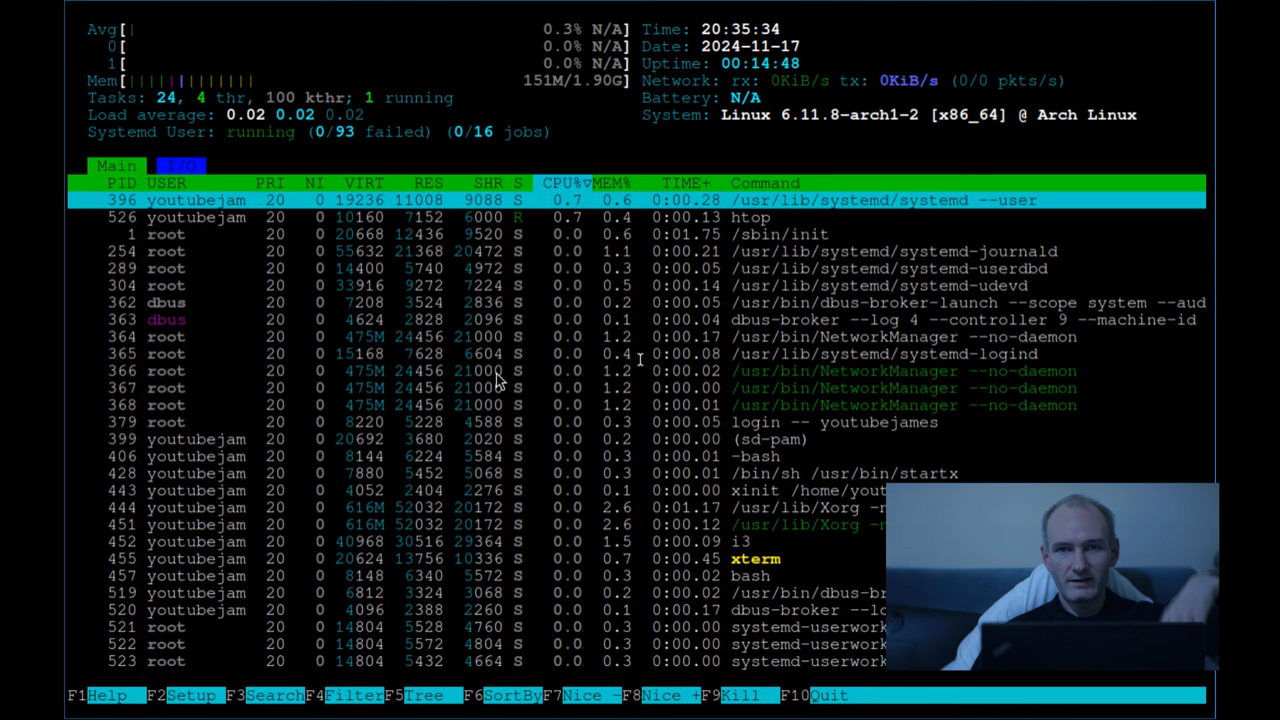 Avg[| 0.3% N/A] Time: 20:35:34
0[ 0.0% N/A] Date: 2024-11-17
1[ 0.0% N/A] Uptime: 00:14:48
Mem[||||||||||||||| 151M/1.90G] Network: rx: 0KiB/s tx: 0KiB/s (0/0 pkts/s)
Tasks: 24, 4 thr, 100 kthr; 1 running Battery: N/A
Load average: 0.02 0.02 0.02 System: Linux 6.11.8-arch1-2 [x86_64] @ Arch Linux
Systemd User: running (0/93 failed) (0/16 jobs)
Main I/O
PID USER PRI NI VIRT RES SHR S CPU%▽MEM% TIME+ Command
396 youtubejam 20 0 19236 11008 9088 S 0.7 0.6 0:00.28 /usr/lib/systemd/systemd --user
526 youtubejam 20 0 10160 7152 6000 R 0.7 0.4 0:00.13 htop
1 root 20 0 20668 12436 9520 S 0.0 0.6 0:01.75 /sbin/init
254 root 20 0 55632 21368 20472 S 0.0 1.1 0:00.21 /usr/lib/systemd/systemd-journald
289 root 20 0 14400 5740 4972 S 0.0 0.3 0:00.05 /usr/lib/systemd/systemd-userdbd
304 root 20 0 33916 9272 7224 S 0.0 0.5 0:00.14 /usr/lib/systemd/systemd-udevd
362 dbus 20 0 7208 3524 2836 S 0.0 0.2 0:00.05 /usr/bin/dbus-broker-launch --scope system --aud
363 dbus 20 0 4624 2828 2096 S 0.0 0.1 0:00.04 dbus-broker --log 4 --controller 9 --machine-id
364 root 20 0 475M 24456 21000 S 0.0 1.2 0:00.17 /usr/bin/NetworkManager --no-daemon
365 root 20 0 15168 7628 6604 S 0.0 0.4 0:00.08 /usr/lib/systemd/systemd-logind
366 root 20 0 475M 24456 21000 S 0.0 1.2 0:00.02 /usr/bin/NetworkManager --no-daemon
367 root 20 0 475M 24456 21000 S 0.0 1.2 0:00.00 /usr/bin/NetworkManager --no-daemon
368 root 20 0 475M 24456 21000 S 0.0 1.2 0:00.01 /usr/bin/NetworkManager --no-daemon
379 root 20 0 8220 5228 4588 S 0.0 0.3 0:00.02 login -- youtubejames
399 youtubejam 20 0 20692 3680 2020 S 0.0 0.2 0:00.00 (sd-pam)
406 youtubejam 20 0 8144 6224 5584 S 0.0 0.3 0:00.01 -bash
428 youtubejam 20 0 7880 5452 5068 S 0.0 0.3 0:00.01 /bin/sh /usr/bin/startx
443 youtubejam 20 0 4052 2404 2276 S 0.0 0.1 0:00.00 xinit /home/yout
444 youtubejam 20 0 616M 52032 20172 S 0.0 2.6 0:01.17 /usr/lib/Xorg -n
451 youtubejam 20 0 616M 52032 20172 S 0.0 2.6 0:00.12 /usr/lib/Xorg -n
452 youtubejam 20 0 40968 30516 29364 S 0.0 1.5 0:00.09 i3
455 youtubejam 20 0 20624 13756 10336 S 0.0 0.7 0:00.45 xterm
457 youtubejam 20 0 8148 6340 5572 S 0.0 0.3 0:00.02 bash
519 youtubejam 20 0 6812 3324 3068 S 0.0 0.2 0:00.02 /usr/bin/dbus-br
520 youtubejam 20 0 4096 2388 2260 S 0.0 0.1 0:00.17 dbus-broker --lo
521 root 20 0 14804 5528 4760 S 0.0 0.3 0:00.00 systemd-userwork
522 root 20 0 14804 5572 4804 S 0.0 0.3 0:00.00 systemd-userwork
523 root 20 0 14804 5432 4664 S 0.0 0.3 0:00.00 systemd-userwork
F1Help F2Setup F3SearchF4FilterF5Tree F6SortByF7Nice -F8Nice +F9Kill F10Quit